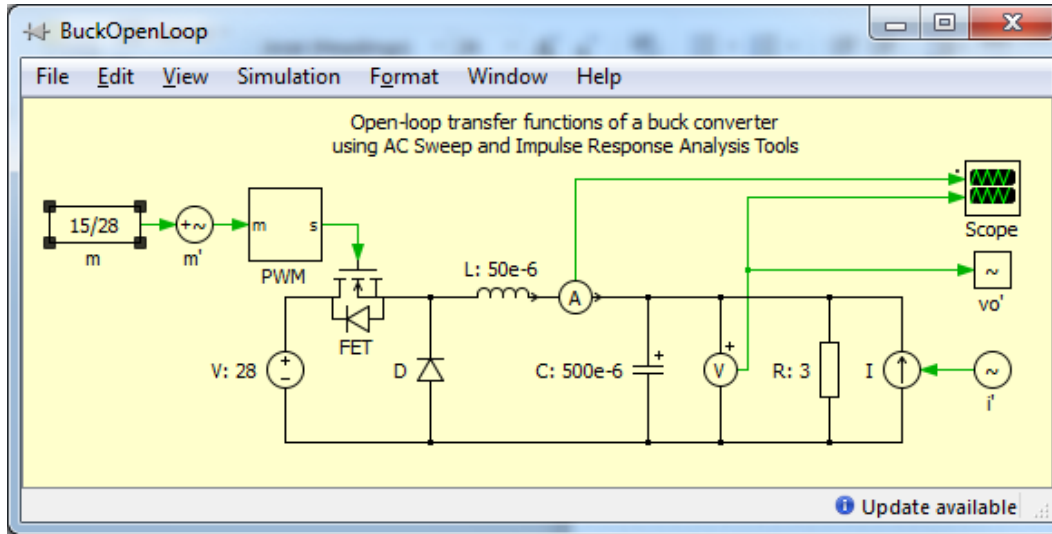 BuckOpenLoop
File Edit View Simulation Format Window Help
Open-loop transfer functions of a buck converter
using AC Sweep and Impulse Response Analysis Tools
15/28
m
+~
m'
m s
PWM
FET
V: 28
D
L: 50e-6
A
C: 500e-6
V
R: 3
I
~
i'
Scope
~
vo'
Update available